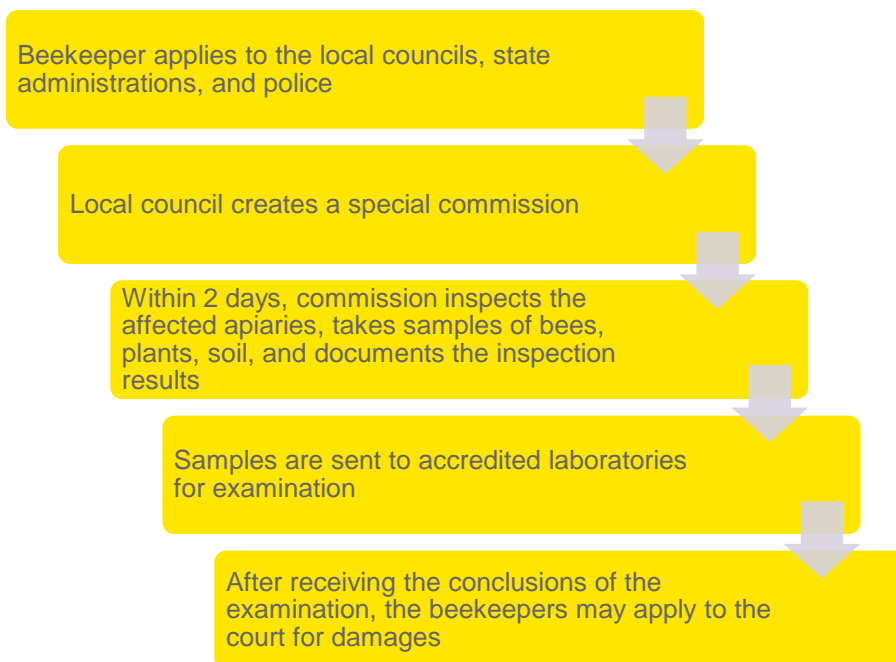 Beekeeper applies to the local councils, state
administrations, and police
Local council creates a special commission
Within 2 days, commission inspects the
affected apiaries, takes samples of bees,
plants, soil, and documents the inspection
results
Samples are sent to accredited laboratories
for examination
After receiving the conclusions of the
examination, the beekeepers may apply to the
court for damages